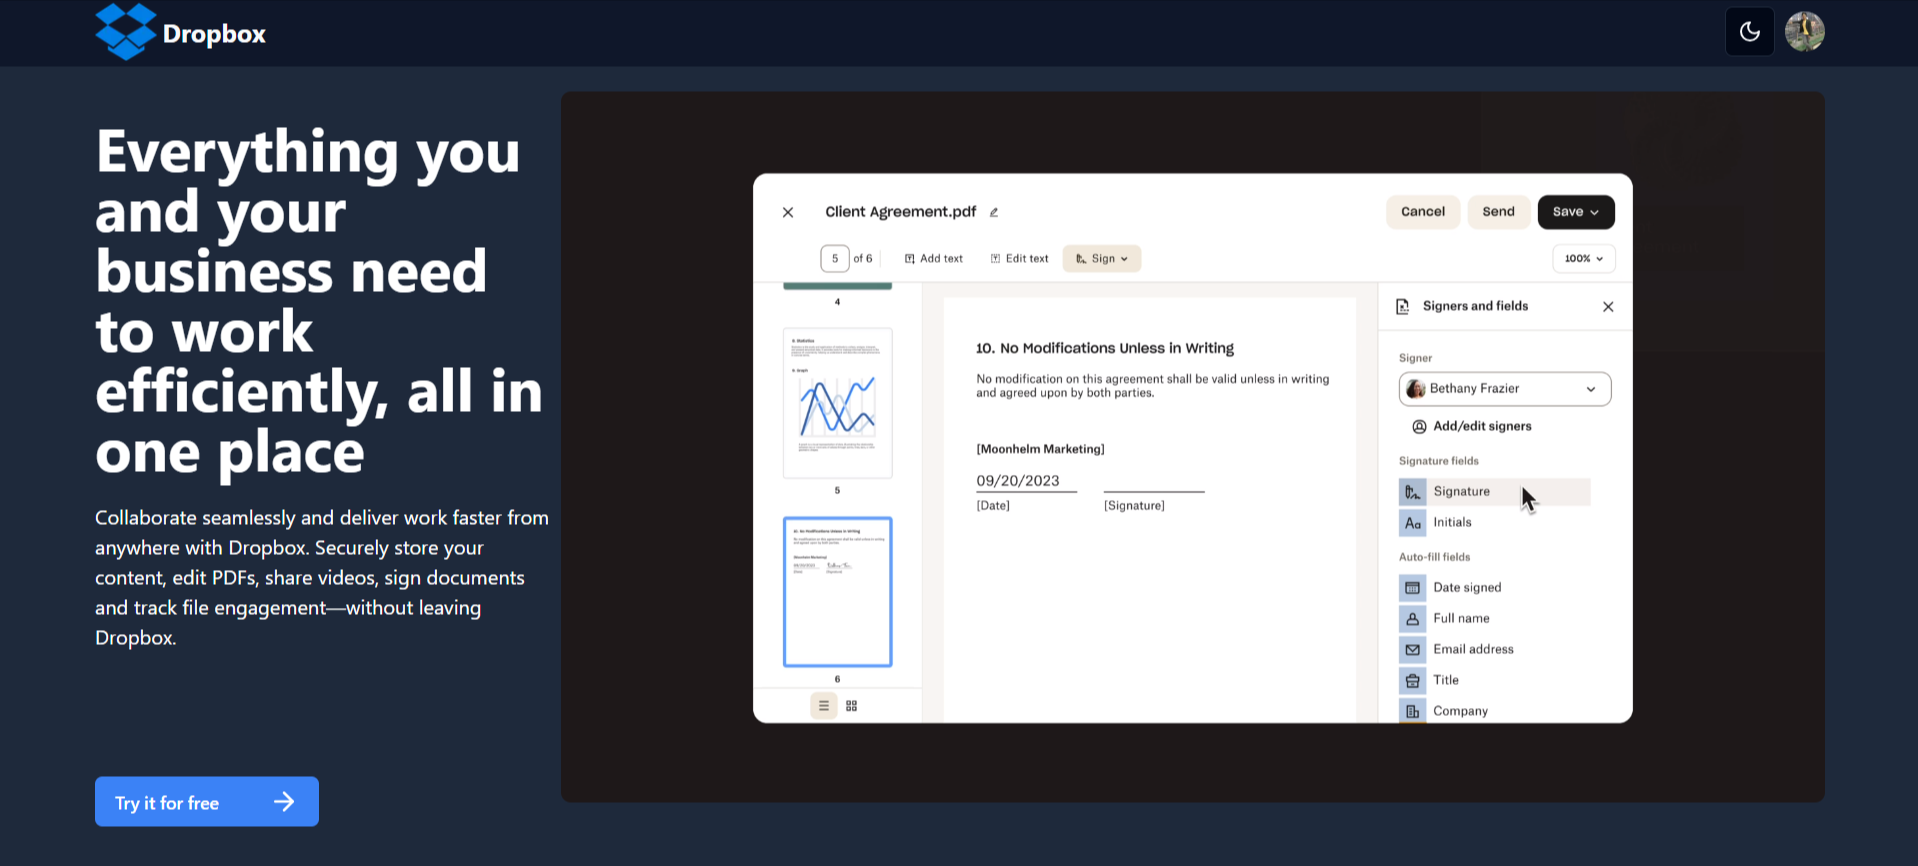 Dropbox
Everything you
and your
business need
to work
efficiently, all in
one place
Collaborate seamlessly and deliver work faster from
anywhere with Dropbox. Securely store your
content, edit PDFs, share videos, sign documents
and track file engagement—without leaving
Dropbox.
Try it for free
Client Agreement.pdf
Cancel
Send
Save
5 of 6
Add text
Edit text
Sign
100%
4
5
6
10. No Modifications Unless in Writing
No modification on this agreement shall be valid unless in writing
and agreed upon by both parties.
[Moonhelm Marketing]
09/20/2023
[Date]
[Signature]
Signers and fields
Signer
Bethany Frazier
Add/edit signers
Signature fields
Signature
Aa Initials
Auto-fill fields
Date signed
Full name
Email address
Title
Company